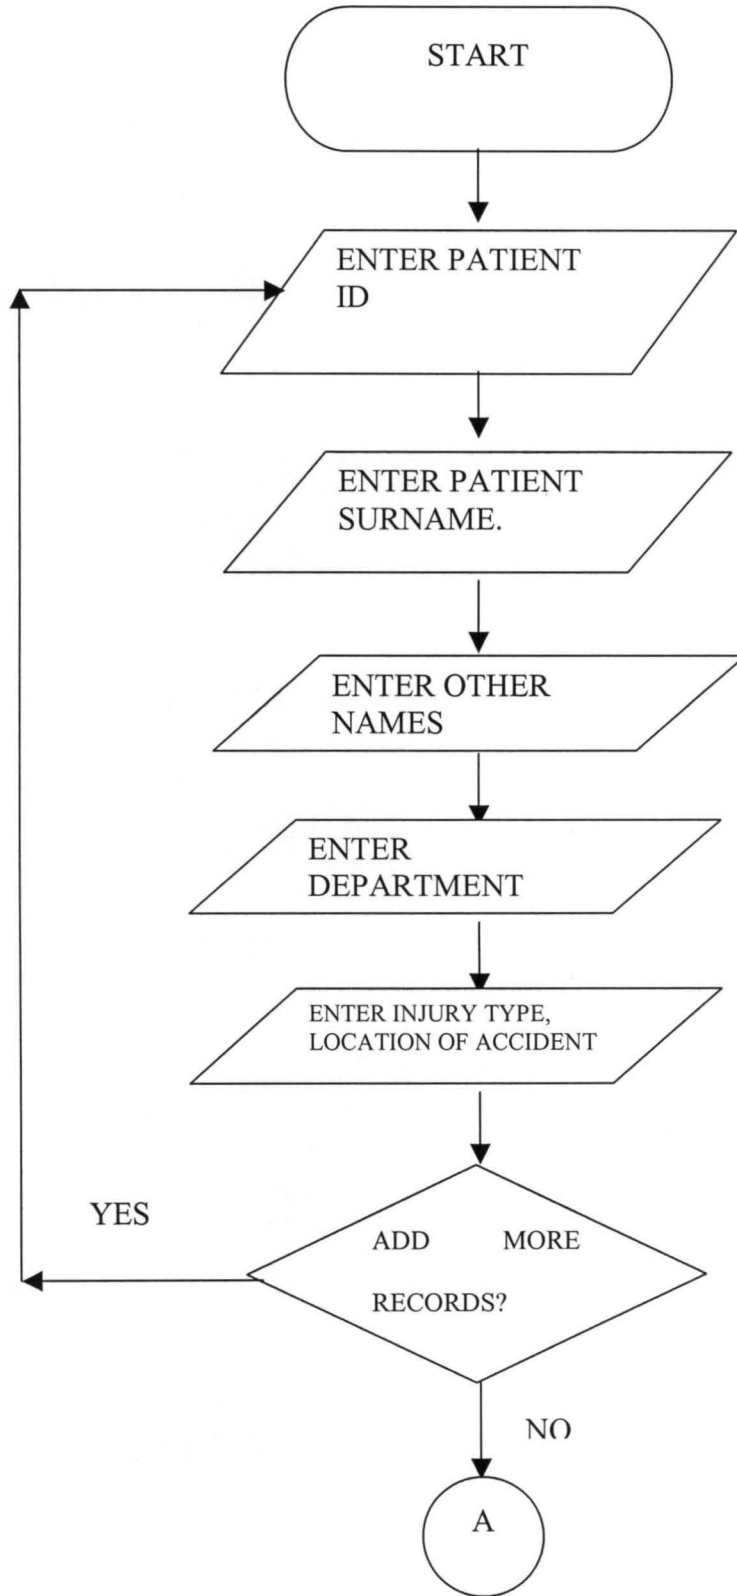 START
ENTER PATIENT
ID
ENTER PATIENT
SURNAME.
ENTER OTHER
NAMES
ENTER
DEPARTMENT
ENTER INJURY TYPE,
LOCATION OF ACCIDENT
YES
ADD MORE
RECORDS?
NO
A